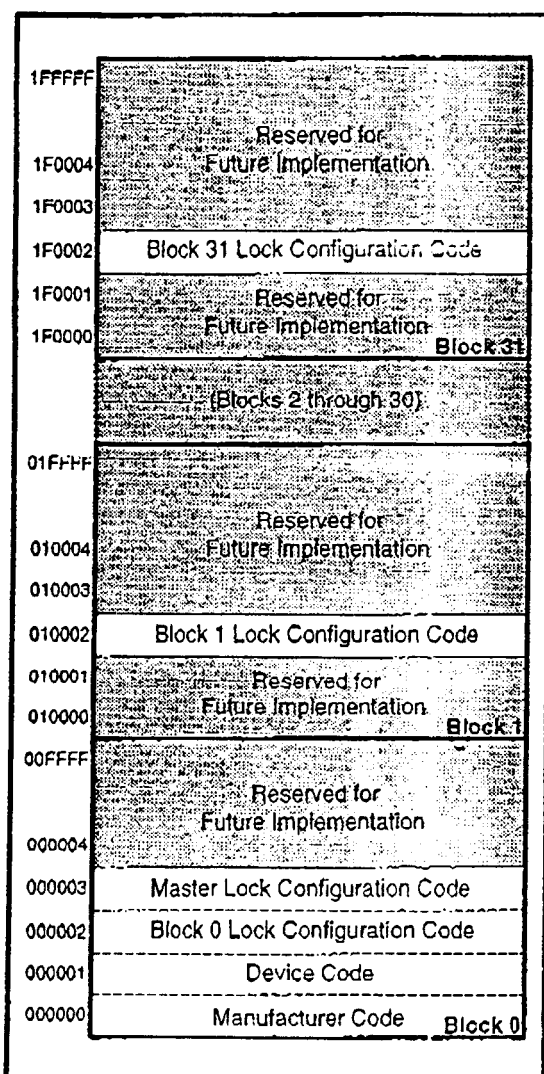 1FFFFF
Reserved for
1F0004 Future Implementation
1F0003
1F0002 Block 31 Lock Configuration Code
1F0001 Reserved for
1F0000 Future Implementation Block 31
(Blocks 2 through 30)
01FFFF
Reserved for
010004 Future Implementation
010003
010002 Block 1 Lock Configuration Code
010001 Reserved for
010000 Future Implementation Block 1
00FFFF
Reserved for
Future Implementation
000004
000003 Master Lock Configuration Code
000002 Block 0 Lock Configuration Code
000001 Device Code
000000 Manufacturer Code Block 0